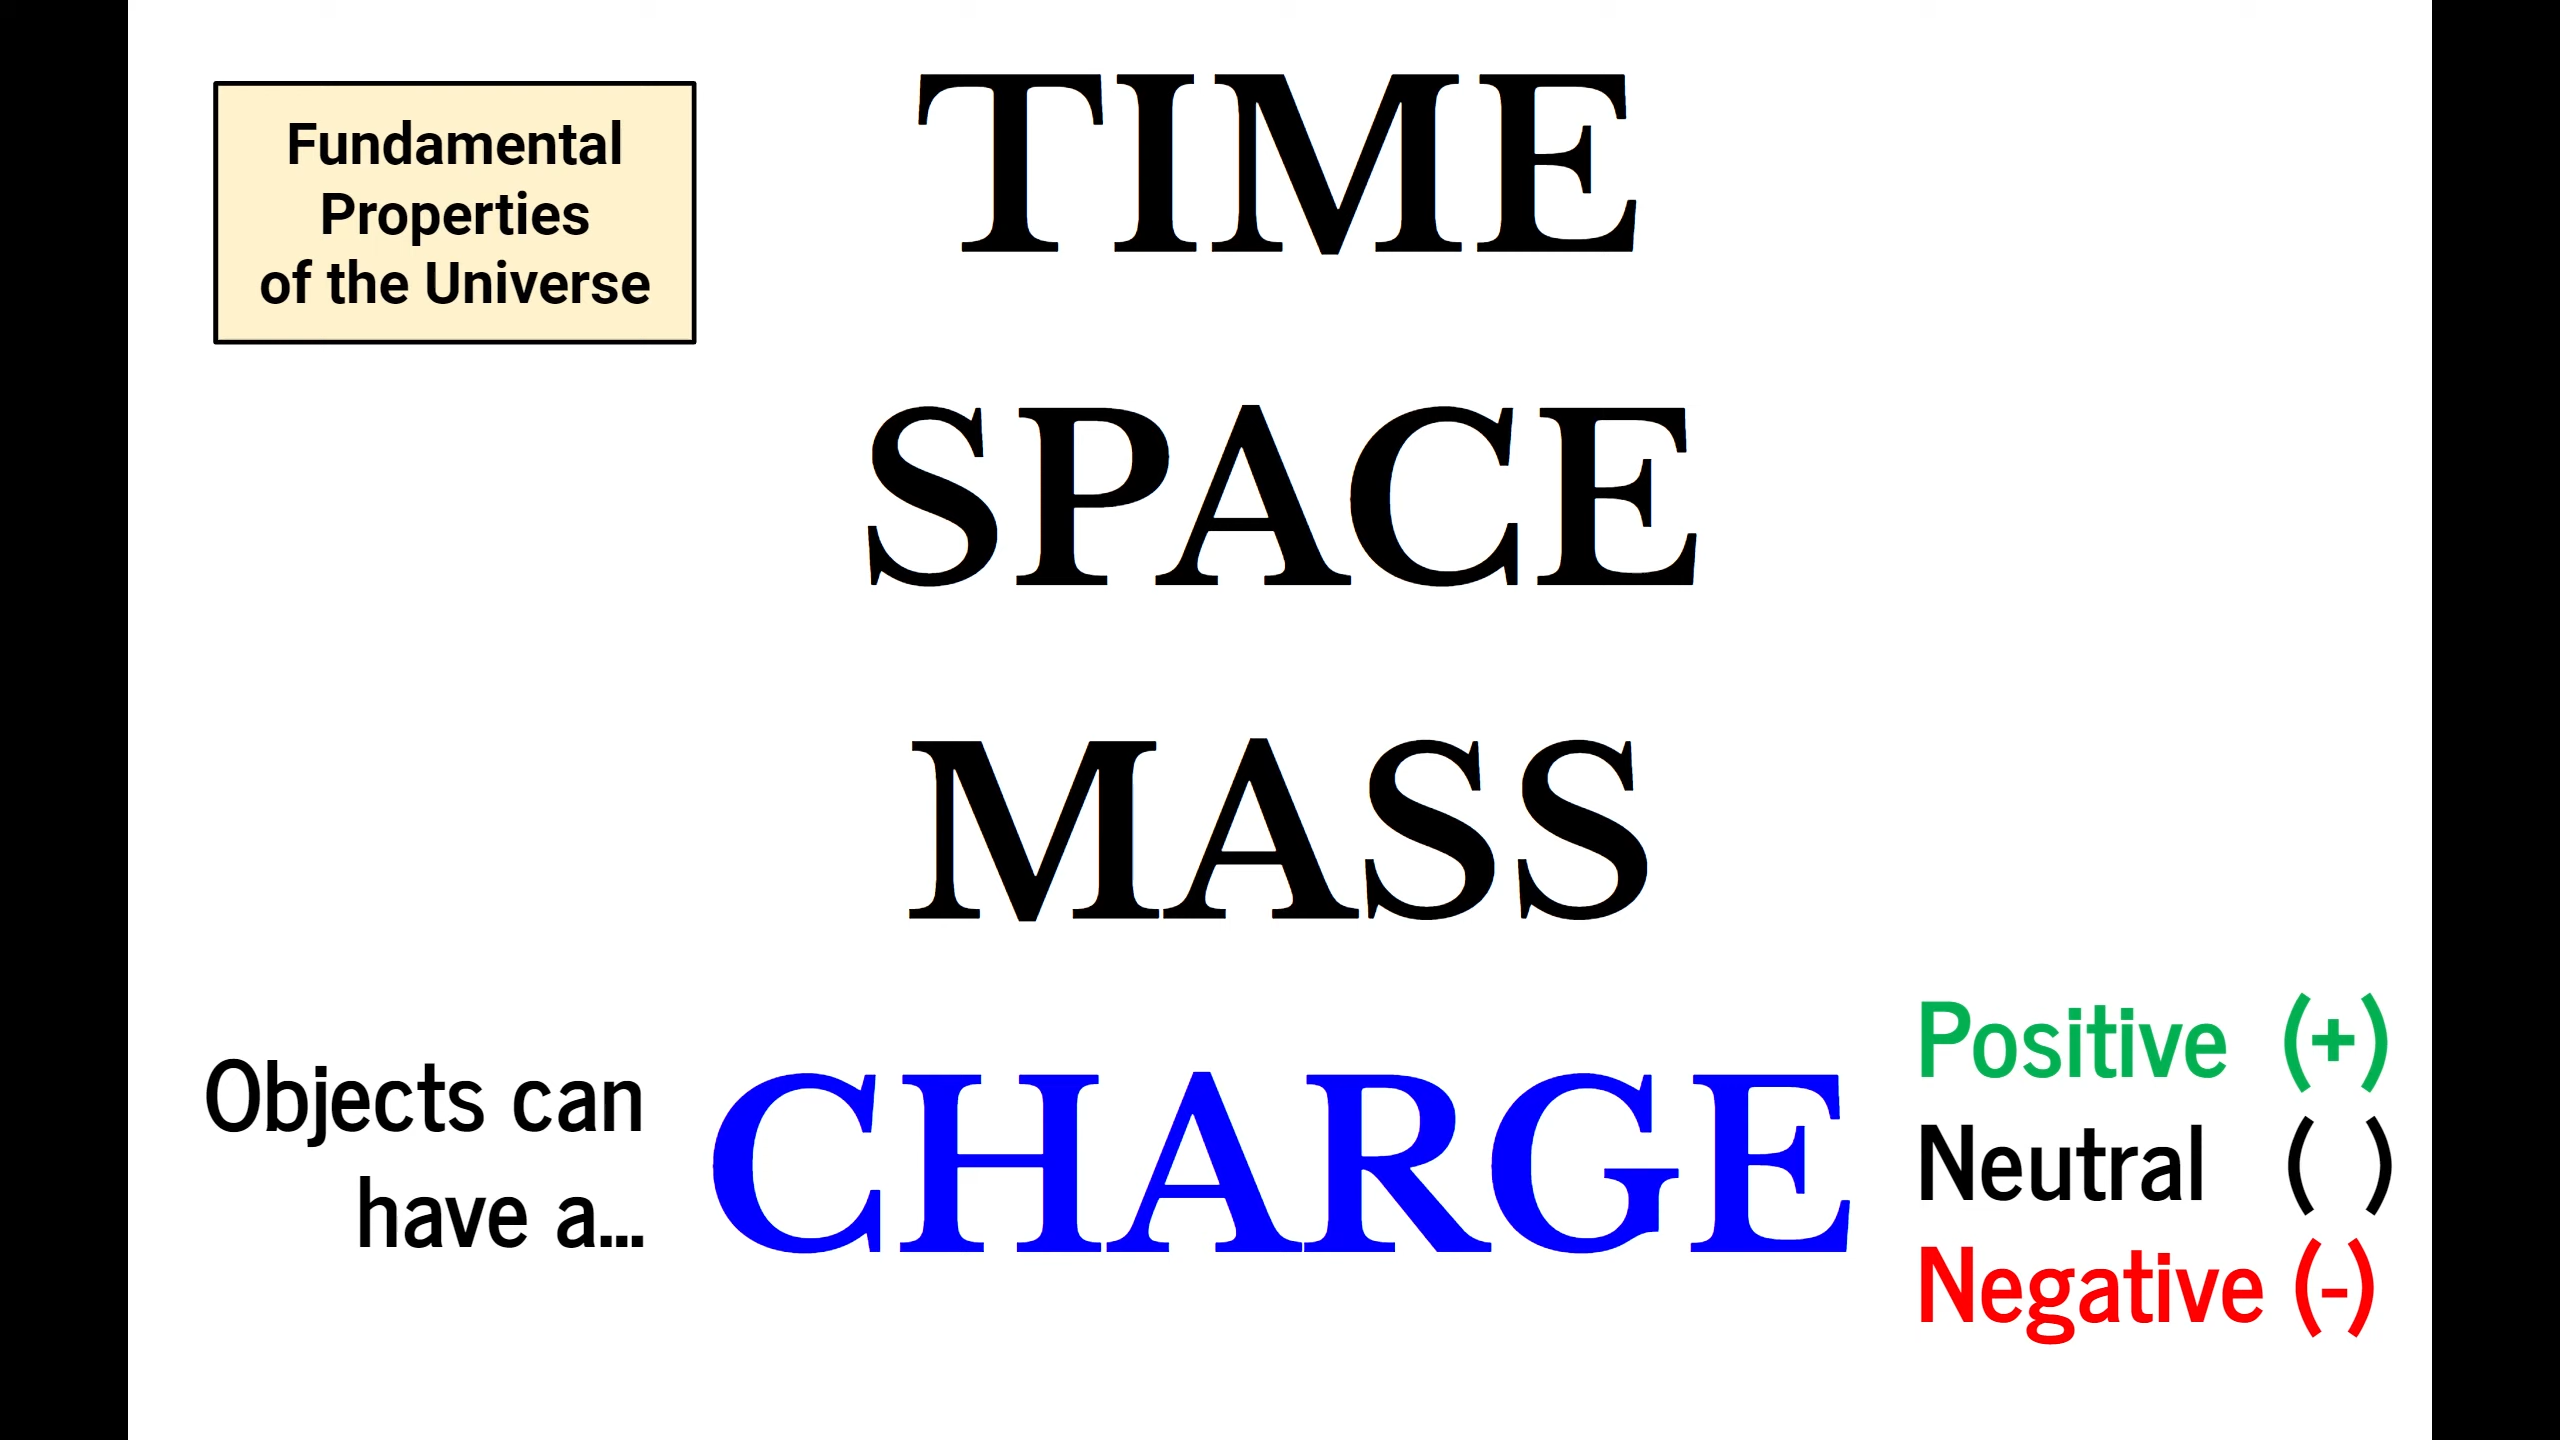 Fundamental
Properties
of the Universe
TIME
SPACE
MASS
Objects can
have a...
CHARGE
Positive (+)
Neutral ( )
Negative (-)